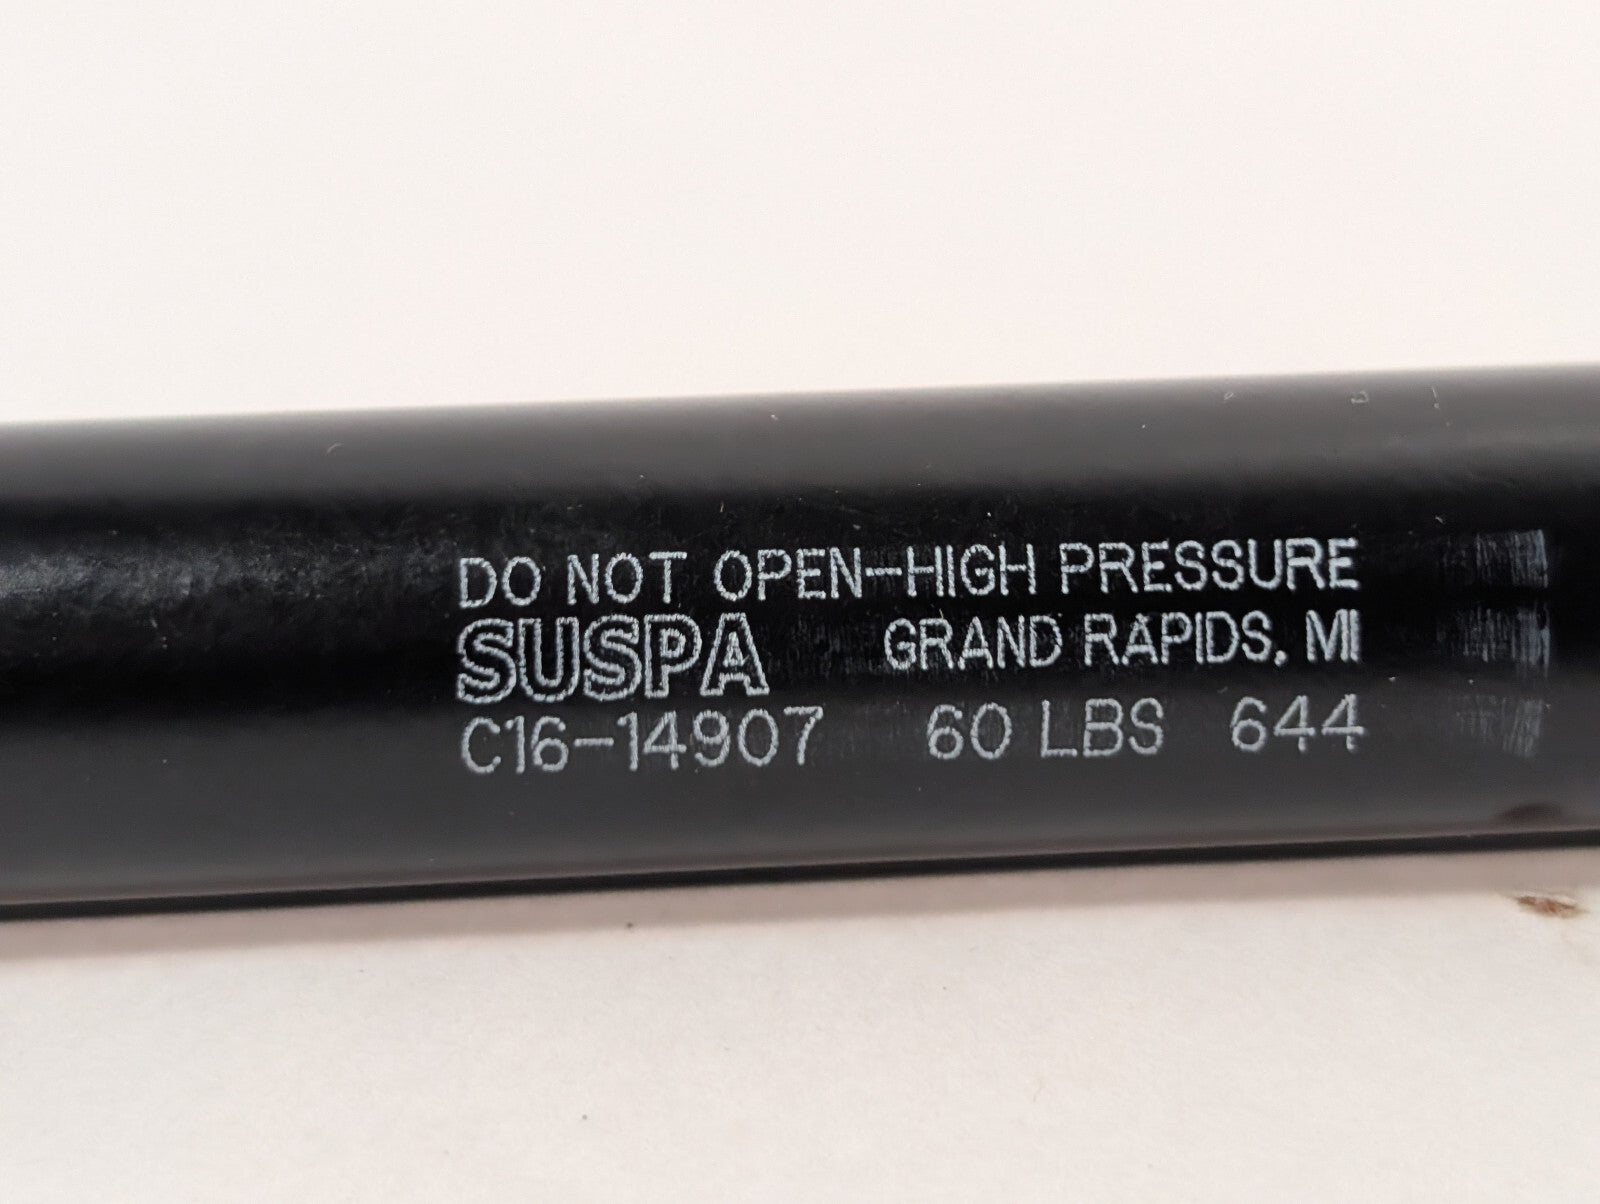 DO NOT OPEN-HIGH PRESSURE
SUSPA GRAND RAPIDS, MI
C16-14907 60 LBS 644